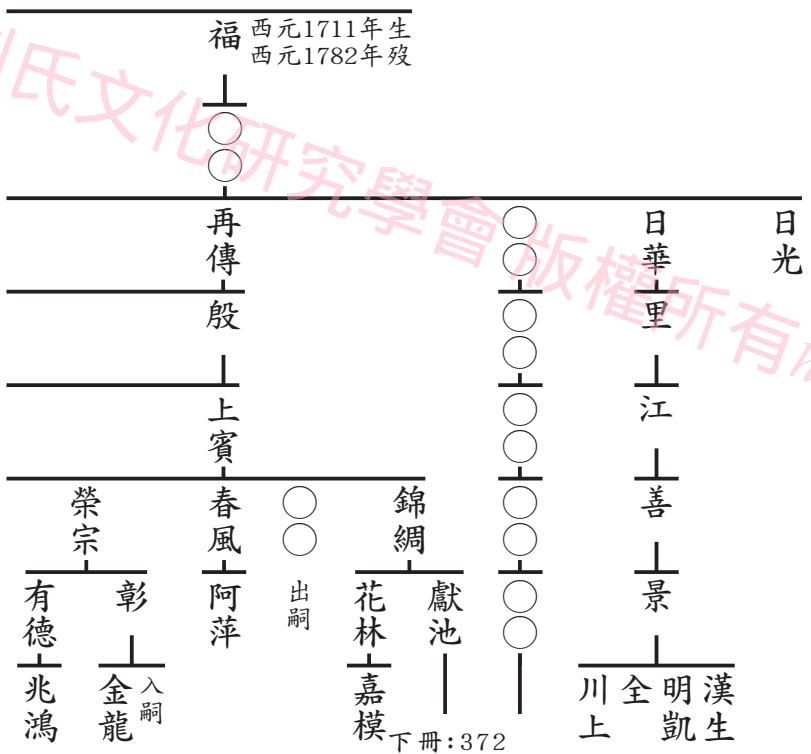 福
西元1711年生
西元1782年歿
○○
日光
日華
○○
再傳
里
○○
殷
江
○○
上賓
善
○○
錦綢
○○
出嗣
春風
榮宗
景
○○
獻池
花林
阿萍
彰
有德
漢生
明凱
全
川上
嘉模
入嗣
金龍
兆鴻
下冊:372
氏文化研究學會 版權所有